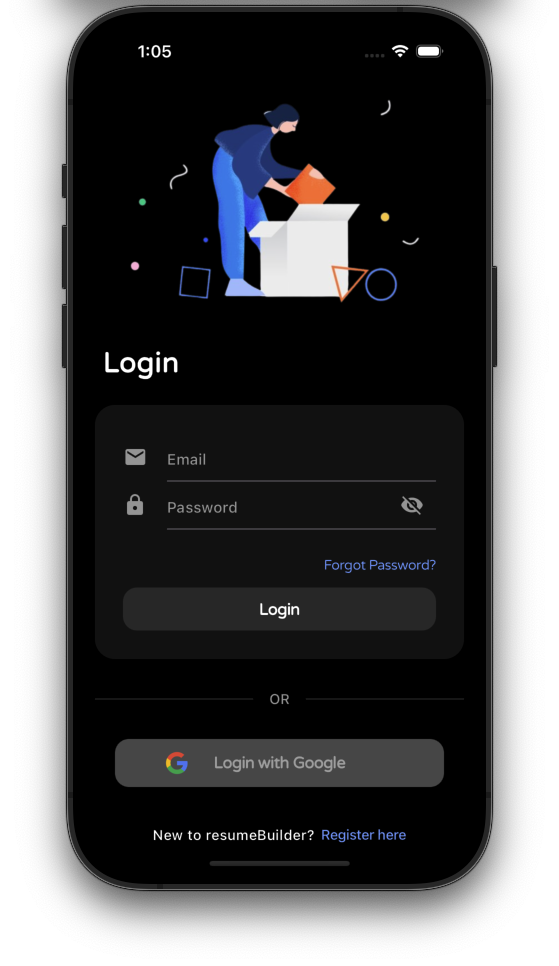 1:05
Login
Email
Password
Forgot Password?
Login
OR
Login with Google
New to resumeBuilder? Register here